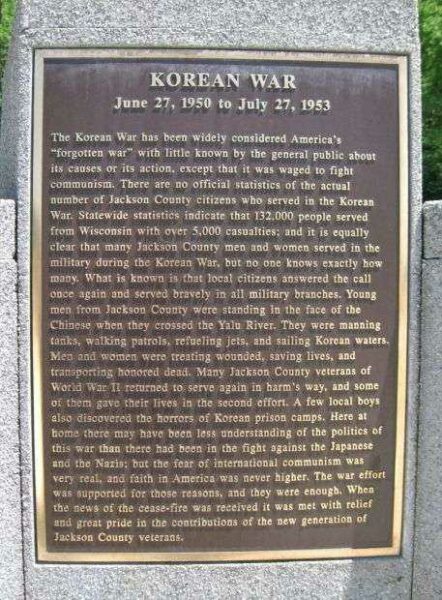 KOREAN WAR
June 27, 1950 to July 27, 1953
The Korean War has been widely considered America's
"forgotten war" with little known by the general public about
its causes or its action, except that it was waged to fight
communism. There are no official statistics of the actual
number of Jackson County citizens who served in the Korean
War. Statewide statistics indicate that 132,000 people served
from Wisconsin with over 5,000 casualties; and it is equally
clear that many Jackson County men and women served in the
military during the Korean War, but no one knows exactly how
many. What is known is that local citizens answered the call
once again and served bravely in all military branches. Young
men from Jackson County were standing in the face of the
Chinese when they crossed the Yalu River. They were manning
tanks, walking patrols, refueling jets, and sailing Korean waters.
Men and women were treating wounded, saving lives, and
transporting honored dead. Many Jackson County veterans of
World War II returned to serve again in harm's way, and some
of them gave their lives in the second effort. A few local boys
also discovered the horrors of Korean prison camps. Here at
home there may have been less understanding of the politics of
this war than there had been in the fight against the Japanese
and the Nazis; but the fear of international communism was
very real, and faith in America was never higher. The war effort
was supported for those reasons, and they were enough. When
the news of the cease-fire was received it was met with relief
and great pride in the contributions of the new generation of
Jackson County veterans.